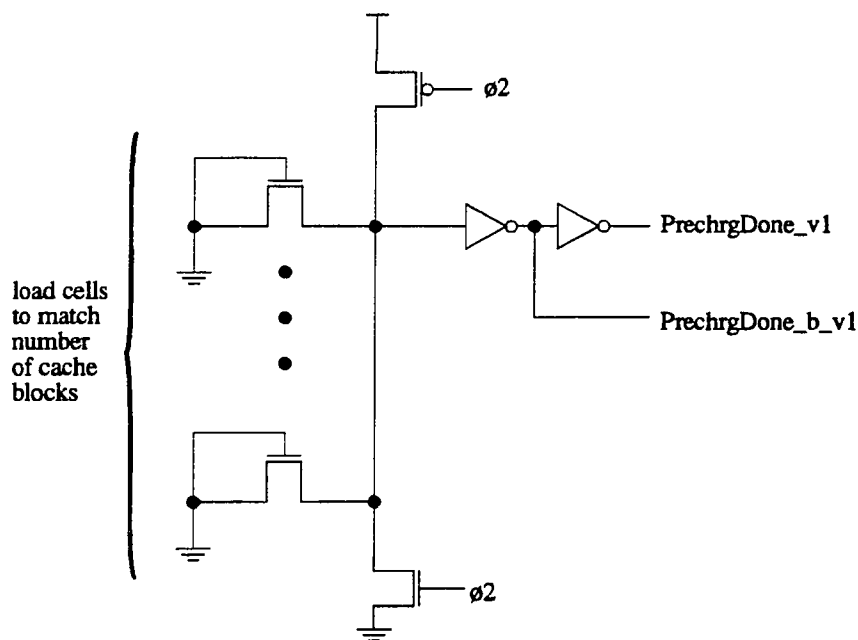 ø2
PrechrgDone_v1
load cells
to match
number
of cache
blocks
PrechrgDone_b_v1
ø2